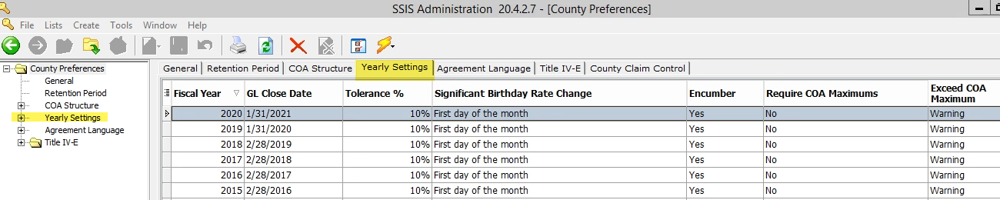 SSIS Administration 20.4.2.7 - [County Preferences]
File Lists Create Tools Window Help
County Preferences
General
Retention Period
COA Structure
Yearly Settings
Agreement Language
Title IV-E
General Retention Period COA Structure Yearly Settings Agreement Language Title IV-E County Claim Control
Fiscal Year GL Close Date Tolerance % Significant Birthday Rate Change Encumber Require COA Maximums Exceed COA Maximum
2020 1/31/2021 10% First day of the month Yes No Warning
2019 1/31/2020 10% First day of the month Yes No Warning
2018 2/28/2019 10% First day of the month Yes No Warning
2017 2/28/2018 10% First day of the month Yes No Warning
2016 2/28/2017 10% First day of the month Yes No Warning
2015 2/28/2016 10% First day of the month Yes No Warning